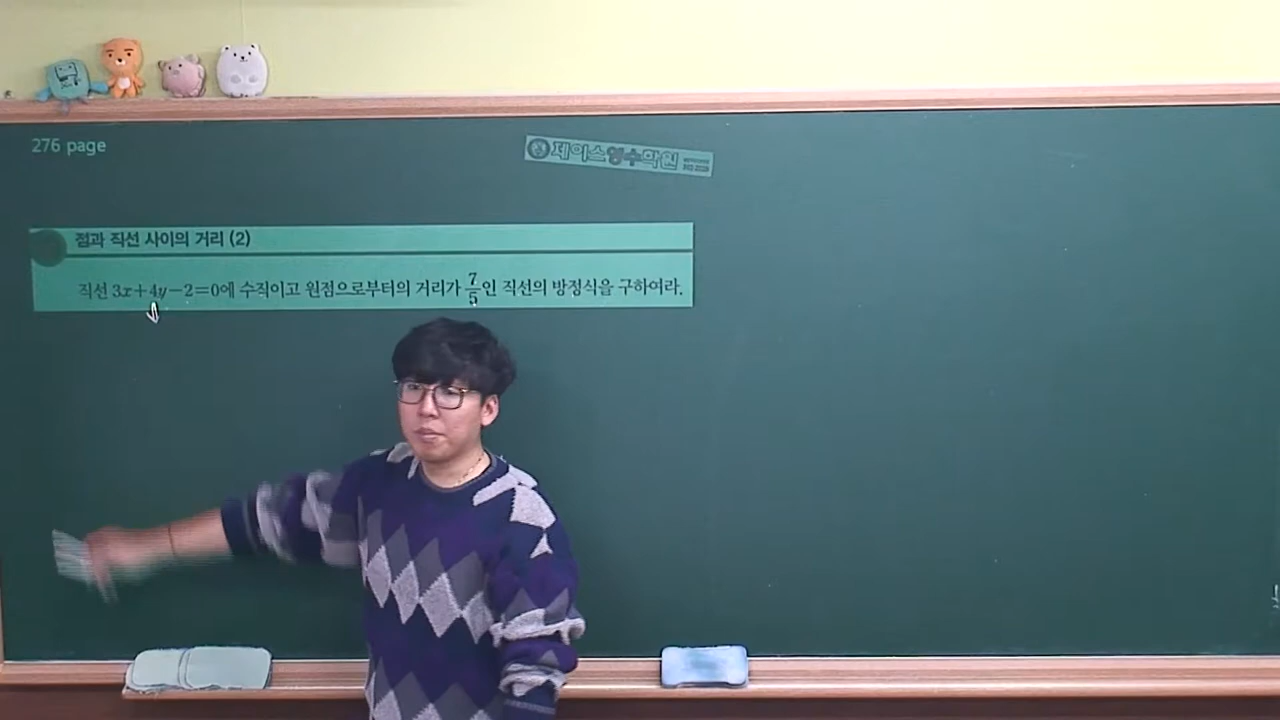 276 page
제이스영수학원
점과 직선 사이의 거리 (2)
직선 3x+4y−2=0에 수직이고 원점으로부터의 거리가 7/5인 직선의 방정식을 구하여라.